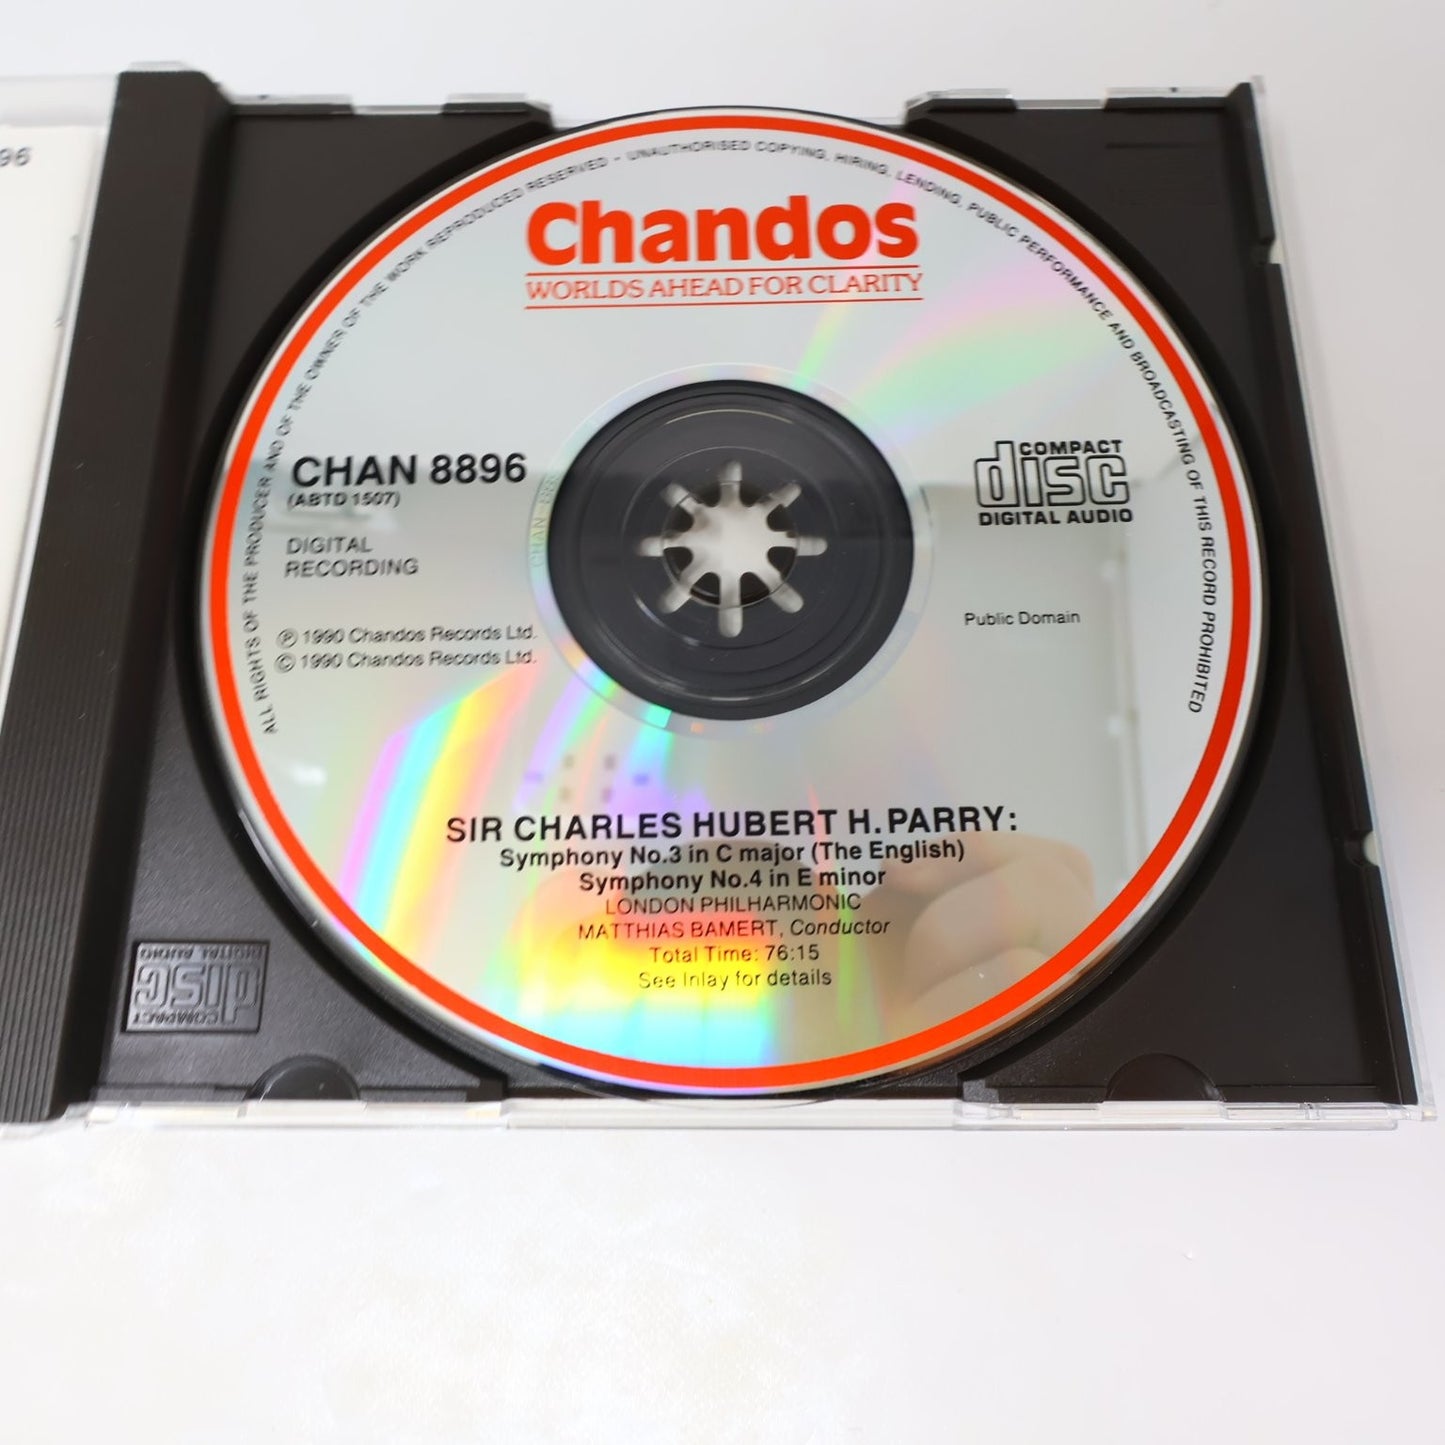 96
ALL RIGHTS OF THE PRODUCER AND OF THE OWNER OF THE WORK REPRODUCED RESERVED - UNAUTHORISED COPYING, HIRING, LENDING, PUBLIC PERFORMANCE AND BROADCASTING OF THIS RECORD PROHIBITED
Chandos
WORLDS AHEAD FOR CLARITY
CHAN 8896
(ABTD 1507)
COMPACT
disc
DIGITAL AUDIO
DIGITAL
RECORDING
Public Domain
℗ 1990 Chandos Records Ltd.
© 1990 Chandos Records Ltd.
SIR CHARLES HUBERT H.PARRY:
Symphony No.3 in C major (The English)
Symphony No.4 in E minor
LONDON PHILHARMONIC
MATTHIAS BAMERT, Conductor
Total Time: 76:15
See Inlay for details
COMPACT
disc
DIGITAL AUDIO